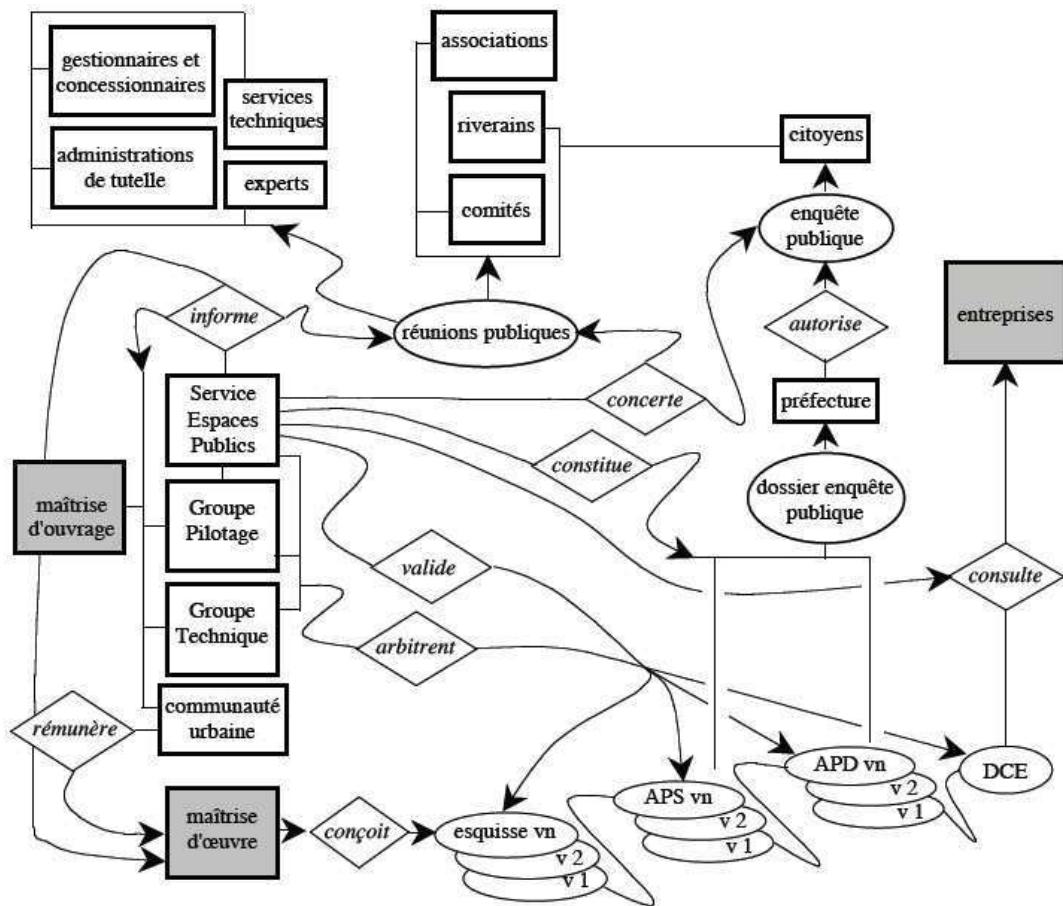 gestionnaires et
concessionnaires
services
techniques
administrations
de tutelle
experts
associations
riverains
comités
citoyens
enquête
publique
informe
réunions publiques
autorise
entreprises
Service
Espaces
Publics
concerte
préfecture
constitue
dossier enquête
publique
maîtrise
d'ouvrage
Groupe
Pilotage
valide
consulte
Groupe
Technique
arbitrent
communauté
urbaine
rémunère
maîtrise
d'œuvre
conçoit
esquisse vn
v 2
v 1
APS vn
v 2
v 1
APD vn
v 2
v 1
DCE